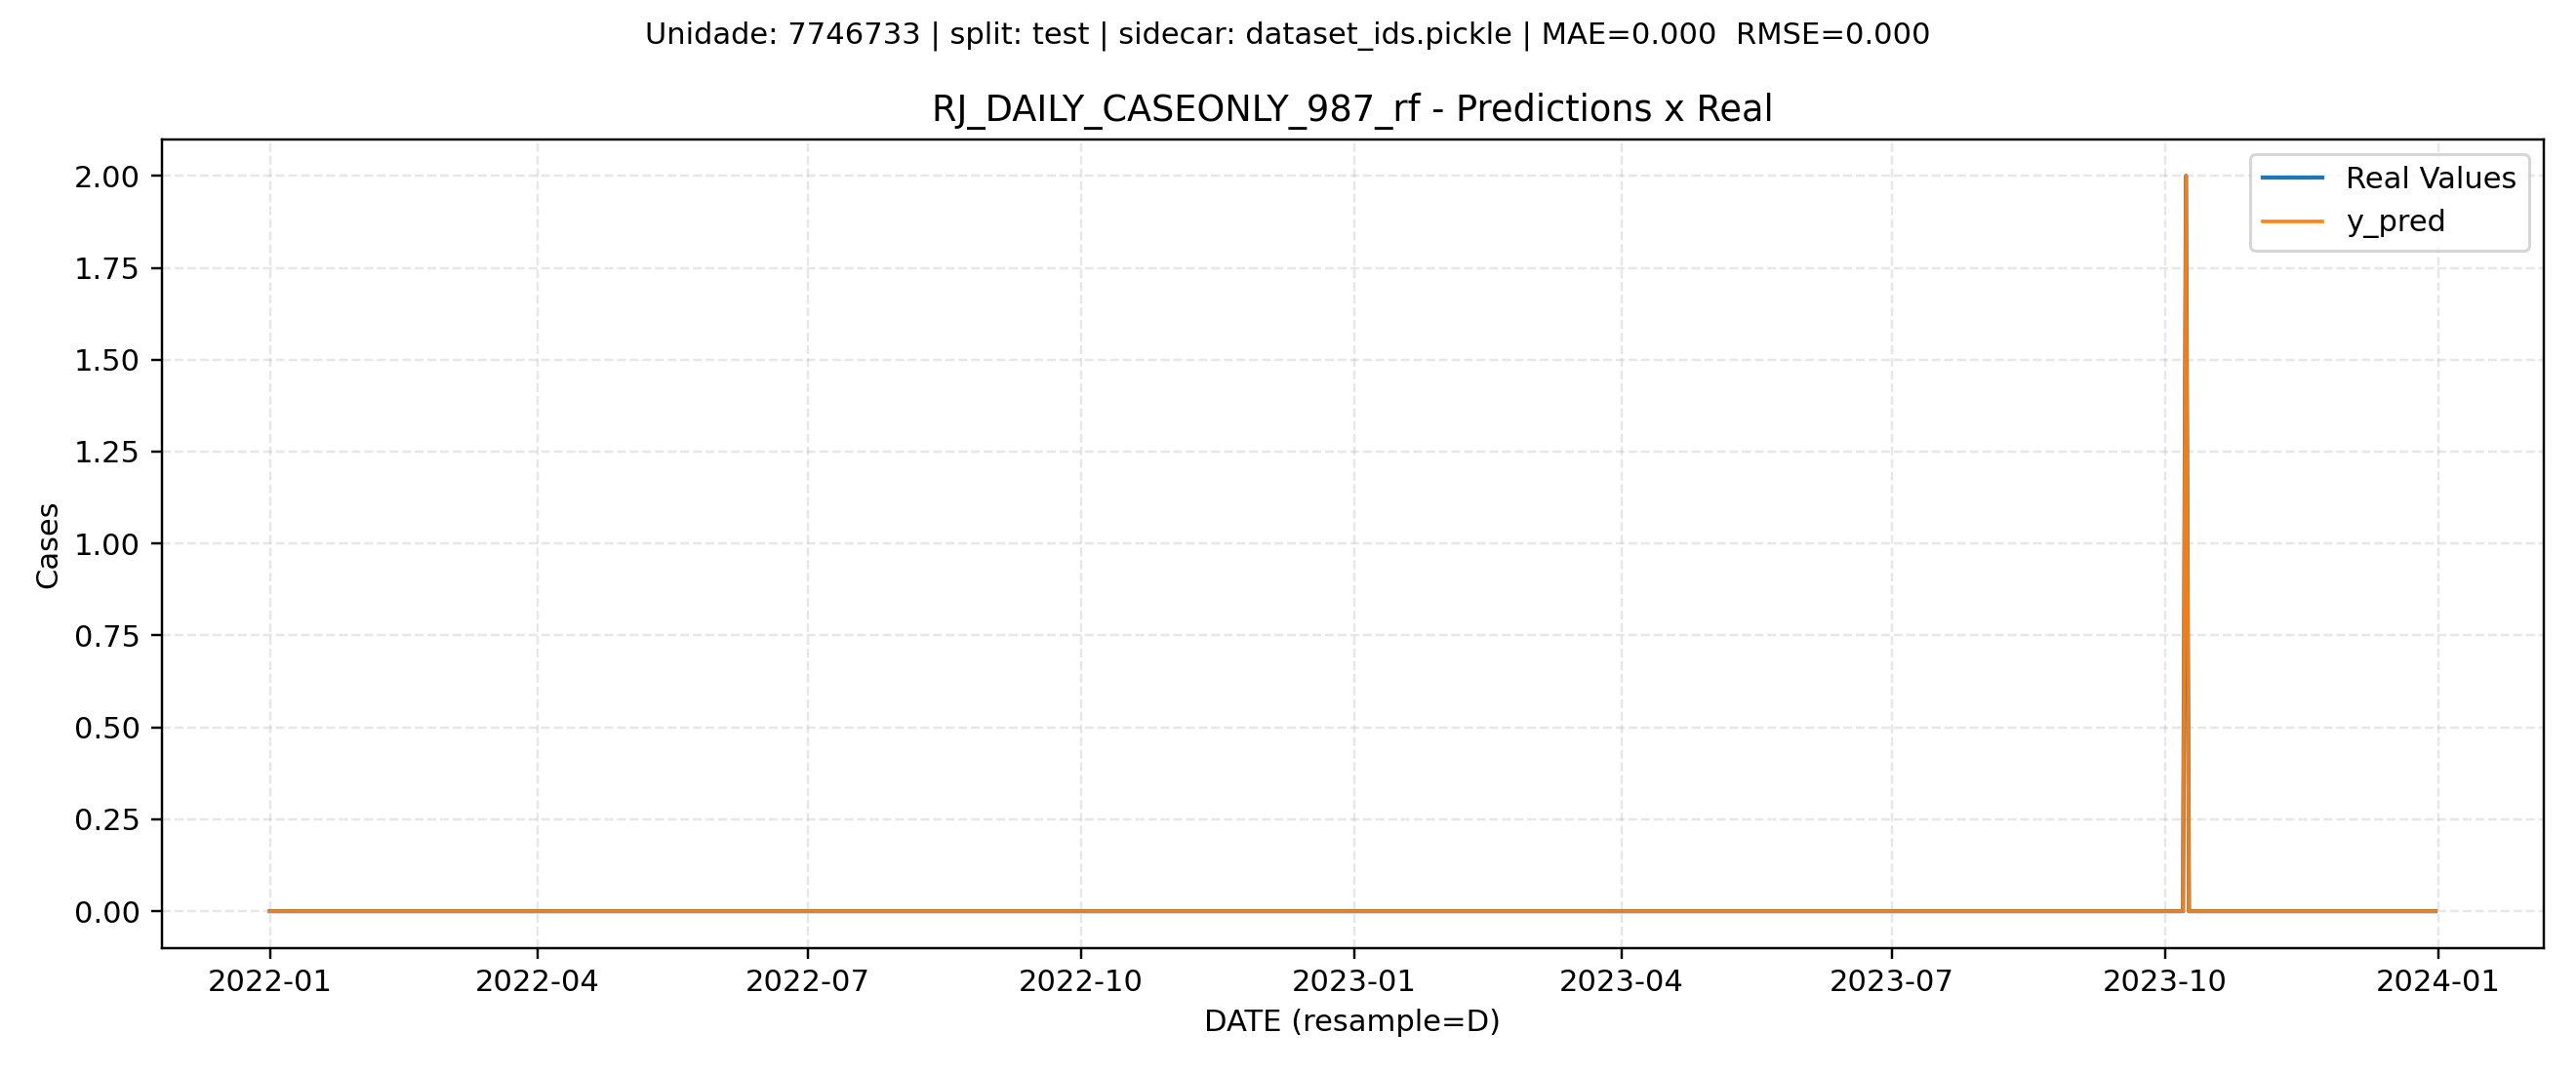 Unidade: 7746733 | split: test | sidecar: dataset_ids.pickle | MAE=0.000  RMSE=0.000
RJ_DAILY_CASEONLY_987_rf - Predictions x Real
Real Values
y_pred
Cases
2.00
1.75
1.50
1.25
1.00
0.75
0.50
0.25
0.00
2022-01 2022-04 2022-07 2022-10 2023-01 2023-04 2023-07 2023-10 2024-01
DATE (resample=D)